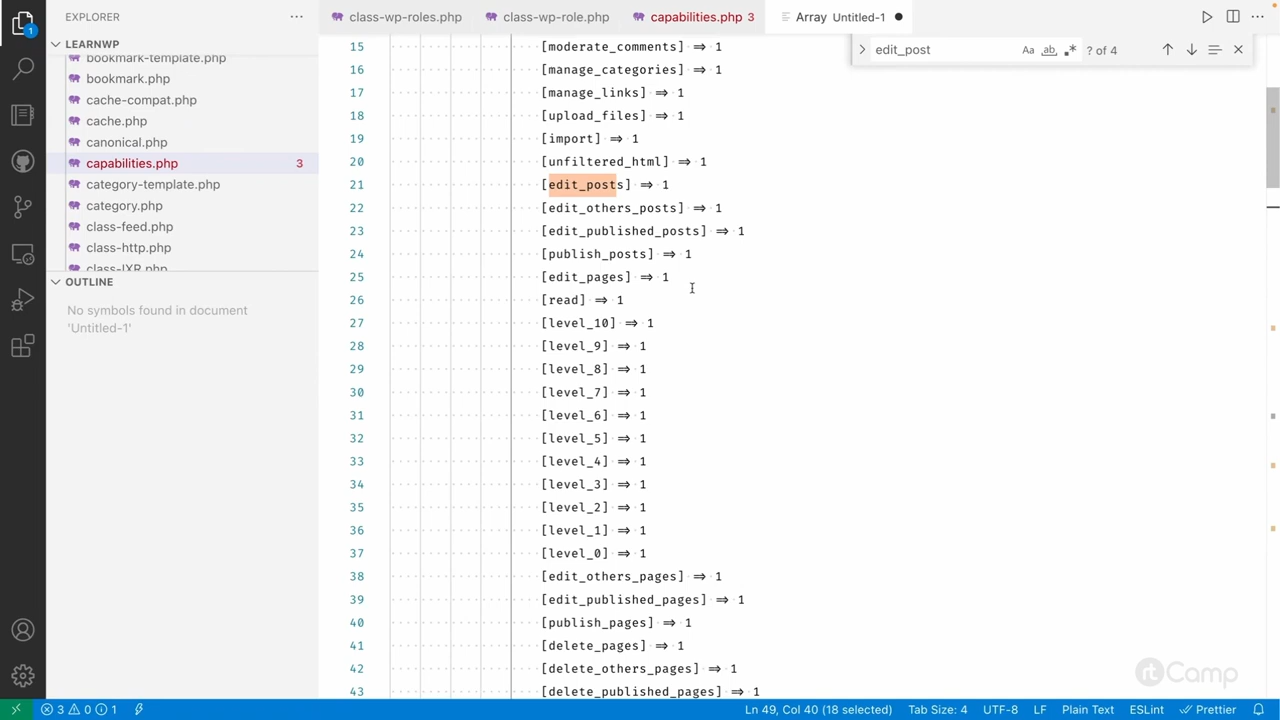 EXPLORER
LEARNWP
bookmark-template.php
bookmark.php
cache-compat.php
cache.php
canonical.php
capabilities.php 3
category-template.php
category.php
class-feed.php
class-http.php
class-IXR.php
OUTLINE
No symbols found in document
'Untitled-1'
1
class-wp-roles.php
class-wp-role.php
capabilities.php 3
Array Untitled-1
edit_post
Aa
ab
? of 4
15 [moderate_comments] => 1
16 [manage_categories] => 1
17 [manage_links] => 1
18 [upload_files] => 1
19 [import] => 1
20 [unfiltered_html] => 1
21 [edit_posts] => 1
22 [edit_others_posts] => 1
23 [edit_published_posts] => 1
24 [publish_posts] => 1
25 [edit_pages] => 1
26 [read] => 1
27 [level_10] => 1
28 [level_9] => 1
29 [level_8] => 1
30 [level_7] => 1
31 [level_6] => 1
32 [level_5] => 1
33 [level_4] => 1
34 [level_3] => 1
35 [level_2] => 1
36 [level_1] => 1
37 [level_0] => 1
38 [edit_others_pages] => 1
39 [edit_published_pages] => 1
40 [publish_pages] => 1
41 [delete_pages] => 1
42 [delete_others_pages] => 1
43 [delete_published_pages] => 1
rtCamp
3 0 1
Ln 49, Col 40 (18 selected)
Tab Size: 4
UTF-8
LF
Plain Text
ESLint
Prettier